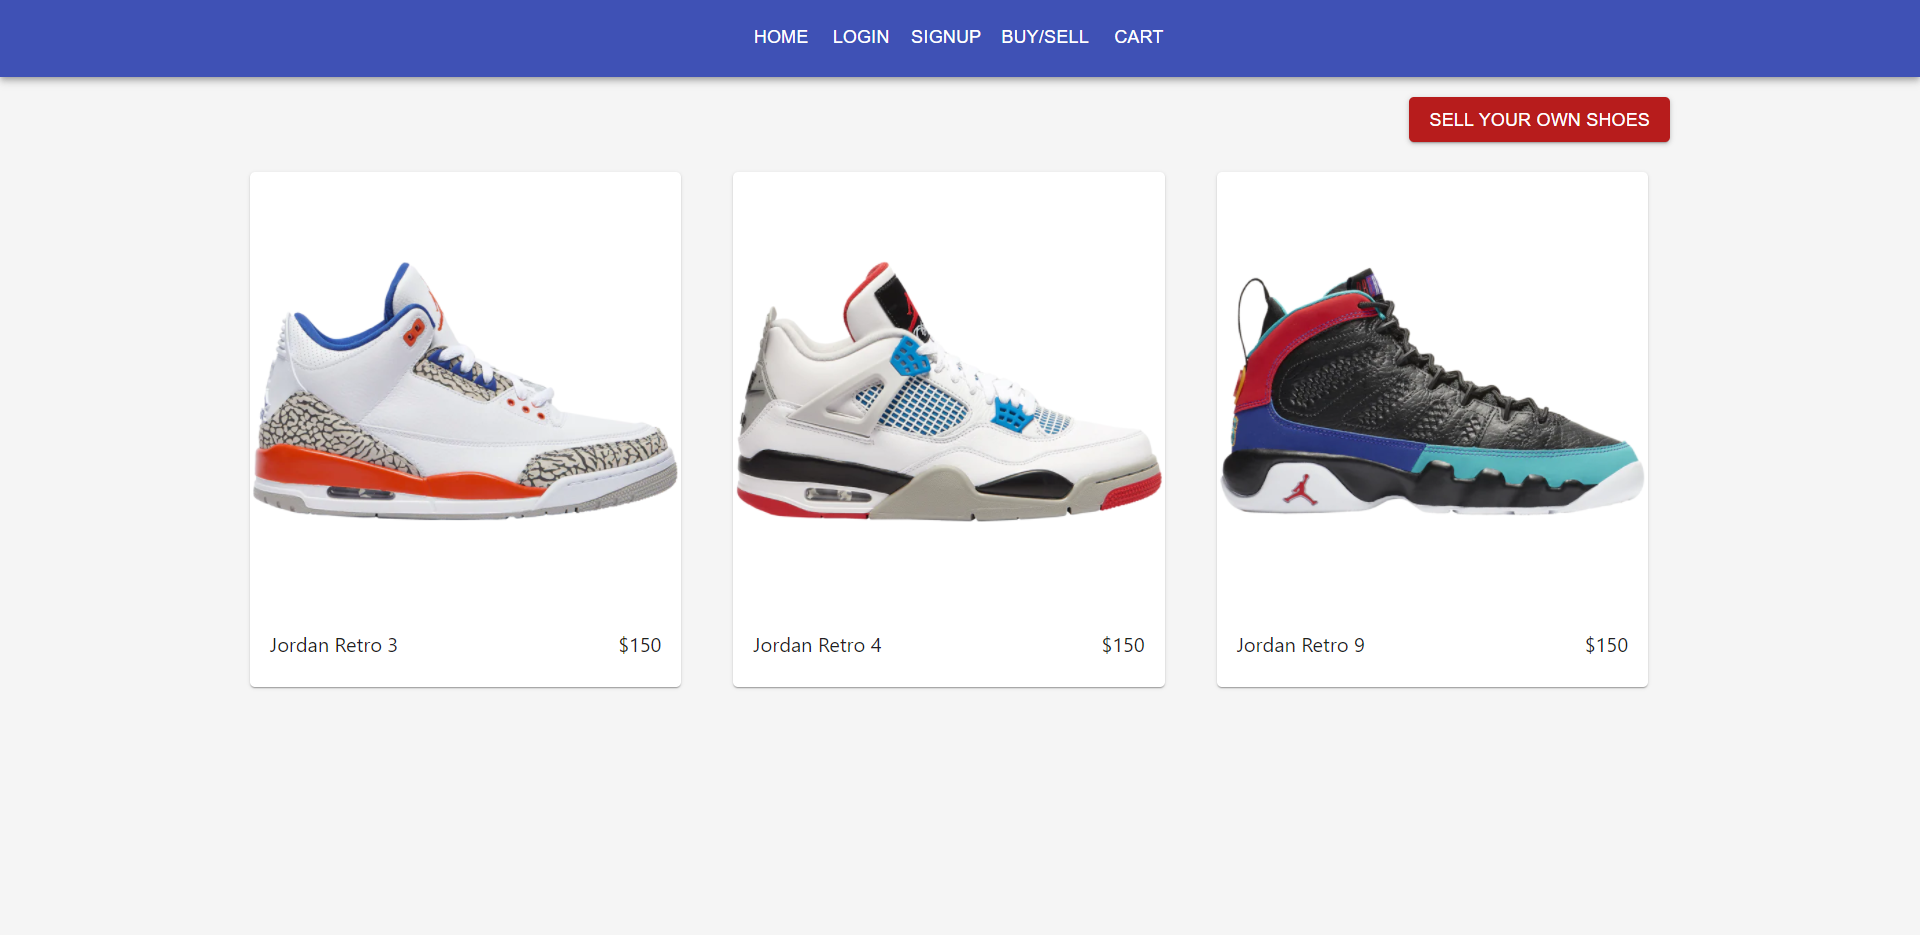 HOME LOGIN SIGNUP BUY/SELL CART
SELL YOUR OWN SHOES
Jordan Retro 3 $150
Jordan Retro 4 $150
Jordan Retro 9 $150